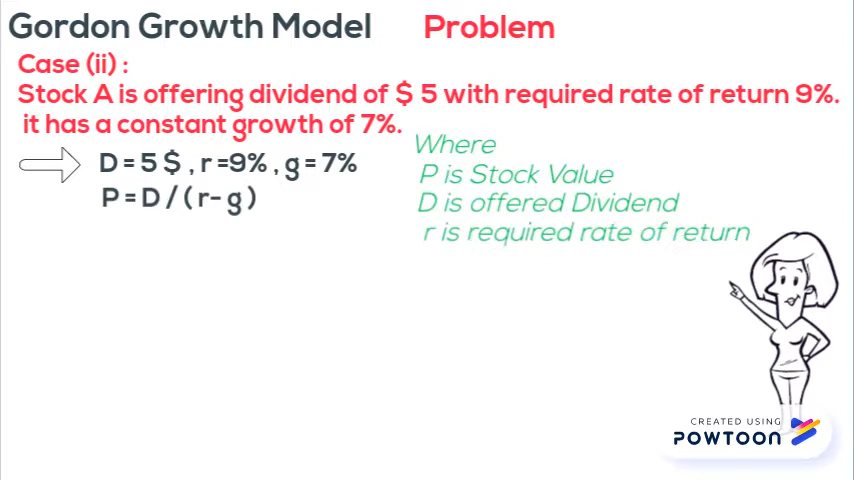 Gordon Growth Model Problem
Case (ii) :
Stock A is offering dividend of $ 5 with required rate of return 9%.
it has a constant growth of 7%.
D = 5 $ , r =9% , g = 7%
P = D / ( r- g )
Where
P is Stock Value
D is offered Dividend
r is required rate of return
CREATED USING
POWTOON